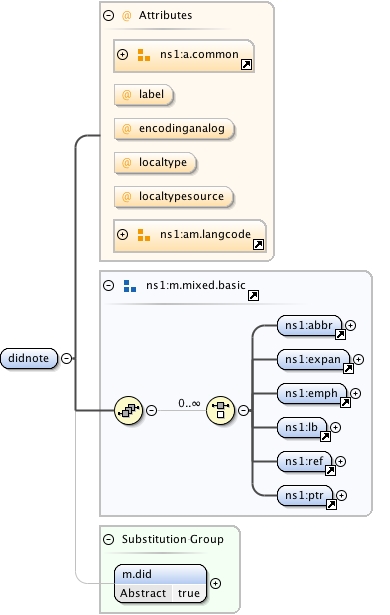 @ Attributes
ns1:a.common
@ label
@ encodinganalog
@ localtype
@ localtypesource
ns1:am.langcode
ns1:m.mixed.basic
didnote
0..∞
ns1:abbr
ns1:expan
ns1:emph
ns1:lb
ns1:ref
ns1:ptr
Substitution Group
m.did
Abstract true